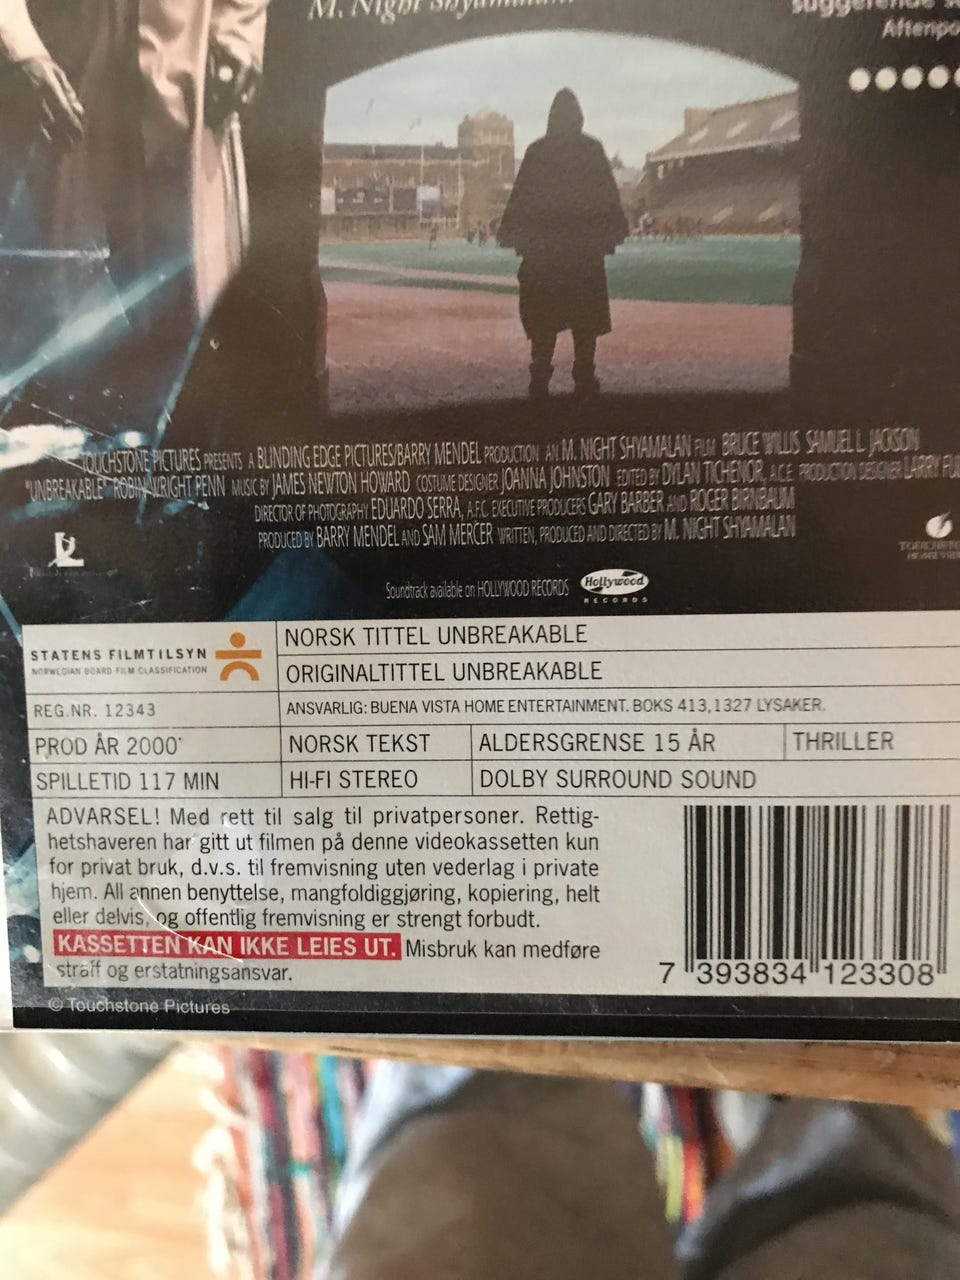 M. Night Shyamalan
suggerende
Aftenpo
TOUCHSTONE PICTURES PRESENTS A BLINDING EDGE PICTURES/BARRY MENDEL PRODUCTION AN M. NIGHT SHYAMALAN FILM BRUCE WILLIS SAMUEL L. JACKSON
"UNBREAKABLE" ROBIN WRIGHT PENN MUSIC BY JAMES NEWTON HOWARD COSTUME DESIGNER JOANNA JOHNSTON EDITED BY DYLAN TICHENOR, A.C.E. PRODUCTION DESIGNER LARRY FU
DIRECTOR OF PHOTOGRAPHY EDUARDO SERRA, A.F.C. EXECUTIVE PRODUCERS GARY BARBER AND ROGER BIRNBAUM
PRODUCED BY BARRY MENDEL AND SAM MERCER WRITTEN, PRODUCED AND DIRECTED BY M. NIGHT SHYAMALAN
Soundtrack available on HOLLYWOOD RECORDS Hollywood RECORDS
STATENS FILMTILSYN
NORWEGIAN BOARD FILM CLASSIFICATION
NORSK TITTEL UNBREAKABLE
ORIGINALTITTEL UNBREAKABLE
REG.NR. 12343 ANSVARLIG: BUENA VISTA HOME ENTERTAINMENT. BOKS 413,1327 LYSAKER.
PROD ÅR 2000 NORSK TEKST ALDERSGRENSE 15 ÅR THRILLER
SPILLETID 117 MIN HI-FI STEREO DOLBY SURROUND SOUND
ADVARSEL! Med rett til salg til privatpersoner. Rettig-
hetshaveren har gitt ut filmen på denne videokassetten kun
for privat bruk, d.v.s. til fremvisning uten vederlag i private
hjem. All annen benyttelse, mangfoldiggjøring, kopiering, helt
eller delvis, og offentlig fremvisning er strengt forbudt.
KASSETTEN KAN IKKE LEIES UT. Misbruk kan medføre
straff og erstatningsansvar.
7 393834 123308
© Touchstone Pictures